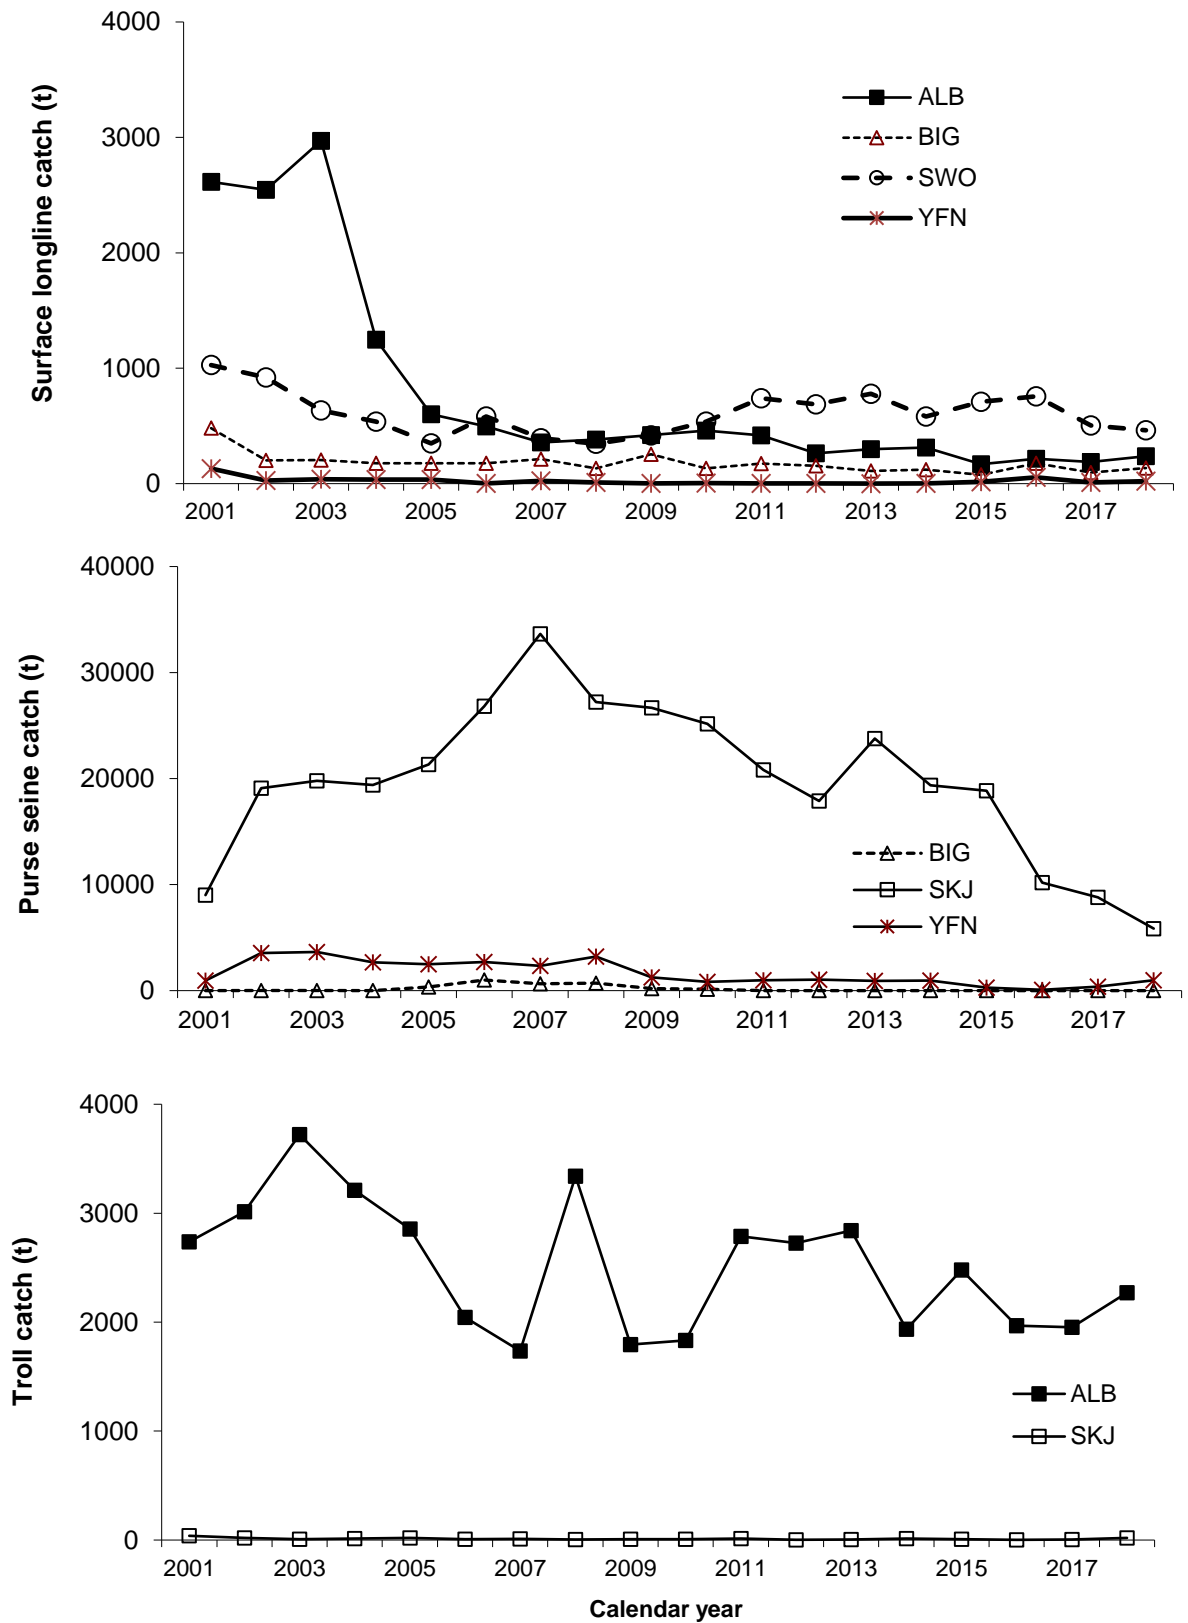 4000
3000
2000
1000
0
Surface longline catch (t)
ALB
BIG
SWO
YFN
2001 2003 2005 2007 2009 2011 2013 2015 2017
40000
30000
20000
10000
0
Purse seine catch (t)
BIG
SKJ
YFN
2001 2003 2005 2007 2009 2011 2013 2015 2017
4000
3000
2000
1000
0
Troll catch (t)
ALB
SKJ
2001 2003 2005 2007 2009 2011 2013 2015 2017
Calendar year